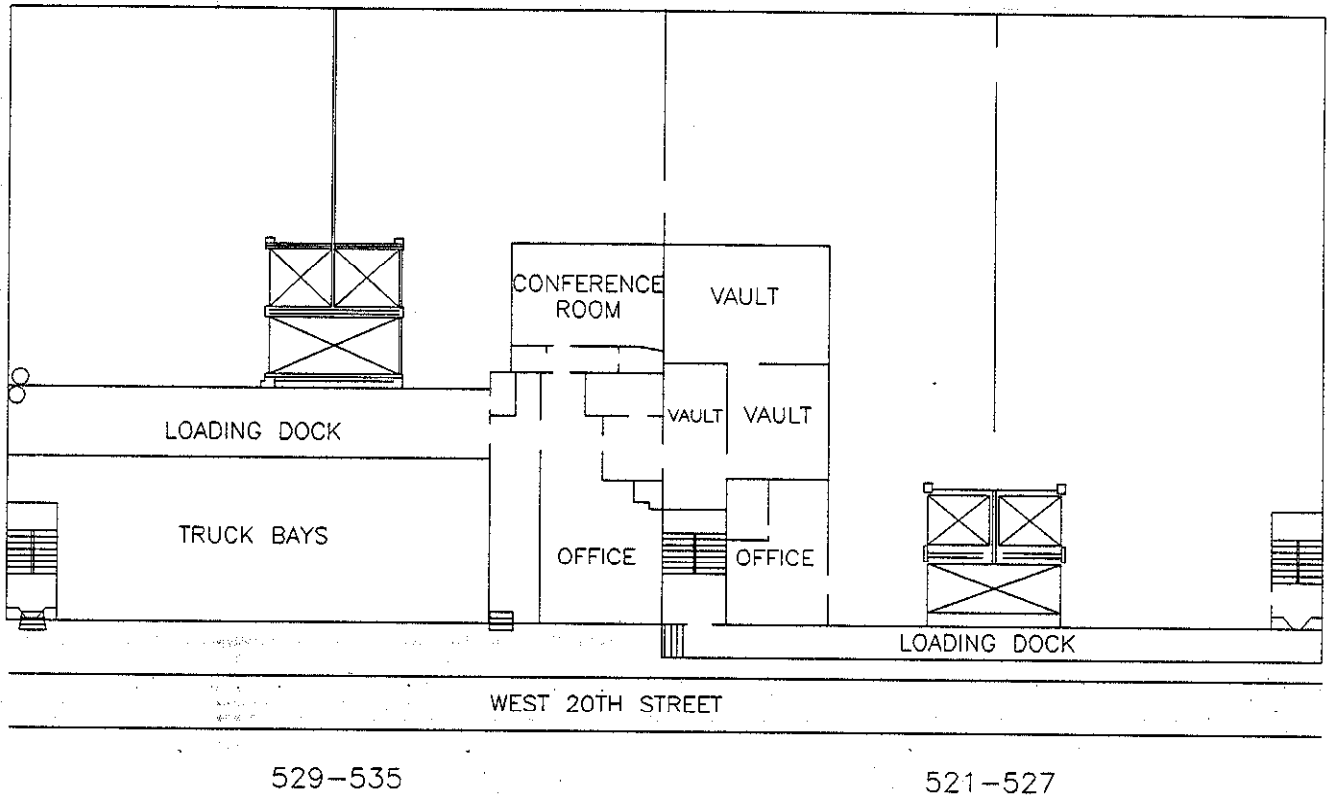 CONFERENCE
ROOM
VAULT
VAULT
VAULT
LOADING DOCK
TRUCK BAYS
OFFICE
OFFICE
LOADING DOCK
WEST 20TH STREET
529-535
521-527